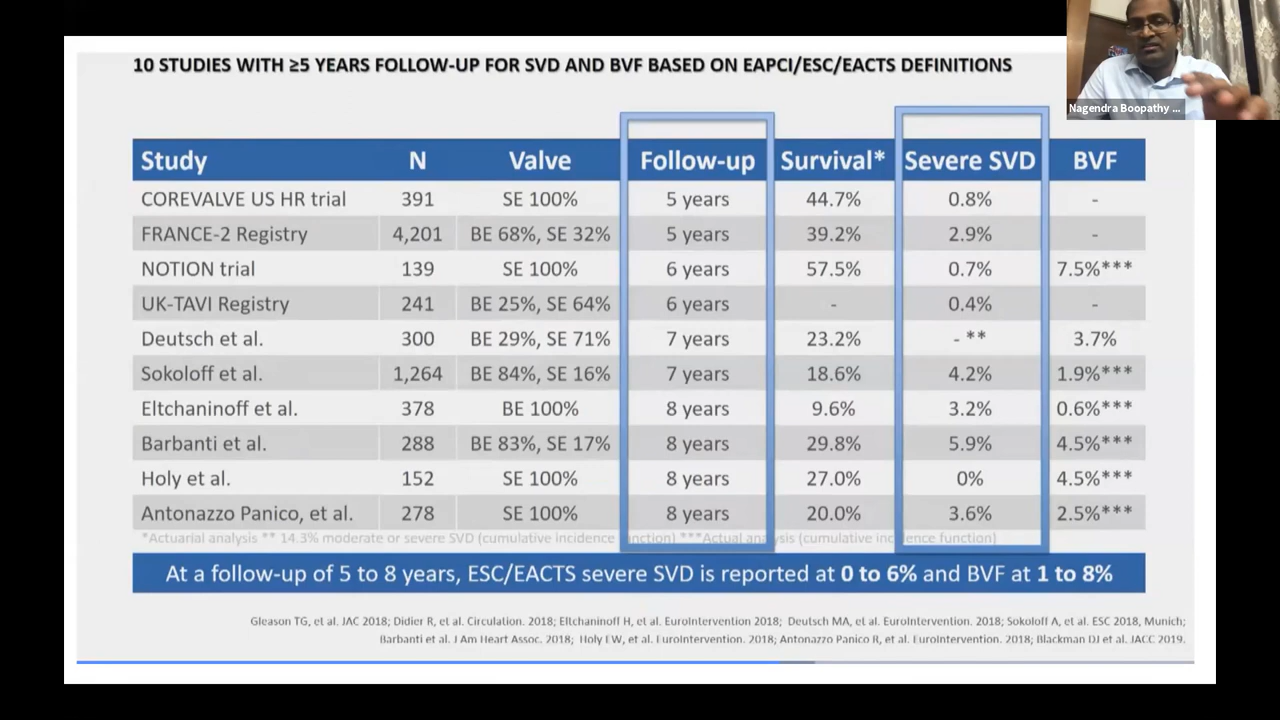 10 STUDIES WITH ≥5 YEARS FOLLOW-UP FOR SVD AND BVF BASED ON EAPCI/ESC/EACTS DEFINITIONS
Nagendra Boopathy ...
Study N Valve Follow-up Survival* Severe SVD BVF
COREVALVE US HR trial 391 SE 100% 5 years 44.7% 0.8% -
FRANCE-2 Registry 4,201 BE 68%, SE 32% 5 years 39.2% 2.9% -
NOTION trial 139 SE 100% 6 years 57.5% 0.7% 7.5%***
UK-TAVI Registry 241 BE 25%, SE 64% 6 years - 0.4% -
Deutsch et al. 300 BE 29%, SE 71% 7 years 23.2% - ** 3.7%
Sokoloff et al. 1,264 BE 84%, SE 16% 7 years 18.6% 4.2% 1.9%***
Eltchaninoff et al. 378 BE 100% 8 years 9.6% 3.2% 0.6%***
Barbanti et al. 288 BE 83%, SE 17% 8 years 29.8% 5.9% 4.5%***
Holy et al. 152 SE 100% 8 years 27.0% 0% 4.5%***
Antonazzo Panico, et al. 278 SE 100% 8 years 20.0% 3.6% 2.5%***
*Actuarial analysis ** 14.3% moderate or severe SVD (cumulative incidence function) ***Actual analysis (cumulative incidence function)
At a follow-up of 5 to 8 years, ESC/EACTS severe SVD is reported at 0 to 6% and BVF at 1 to 8%
Gleason TG, et al. JAC 2018; Didier R, et al. Circulation. 2018; Eltchaninoff H, et al. EuroIntervention 2018; Deutsch MA, et al. EuroIntervention. 2018; Sokoloff A, et al. ESC 2018, Munich;
Barbanti et al. J Am Heart Assoc. 2018; Holy EW, et al. EuroIntervention. 2018; Antonazzo Panico R, et al. EuroIntervention. 2018; Blackman DJ et al. JACC 2019.